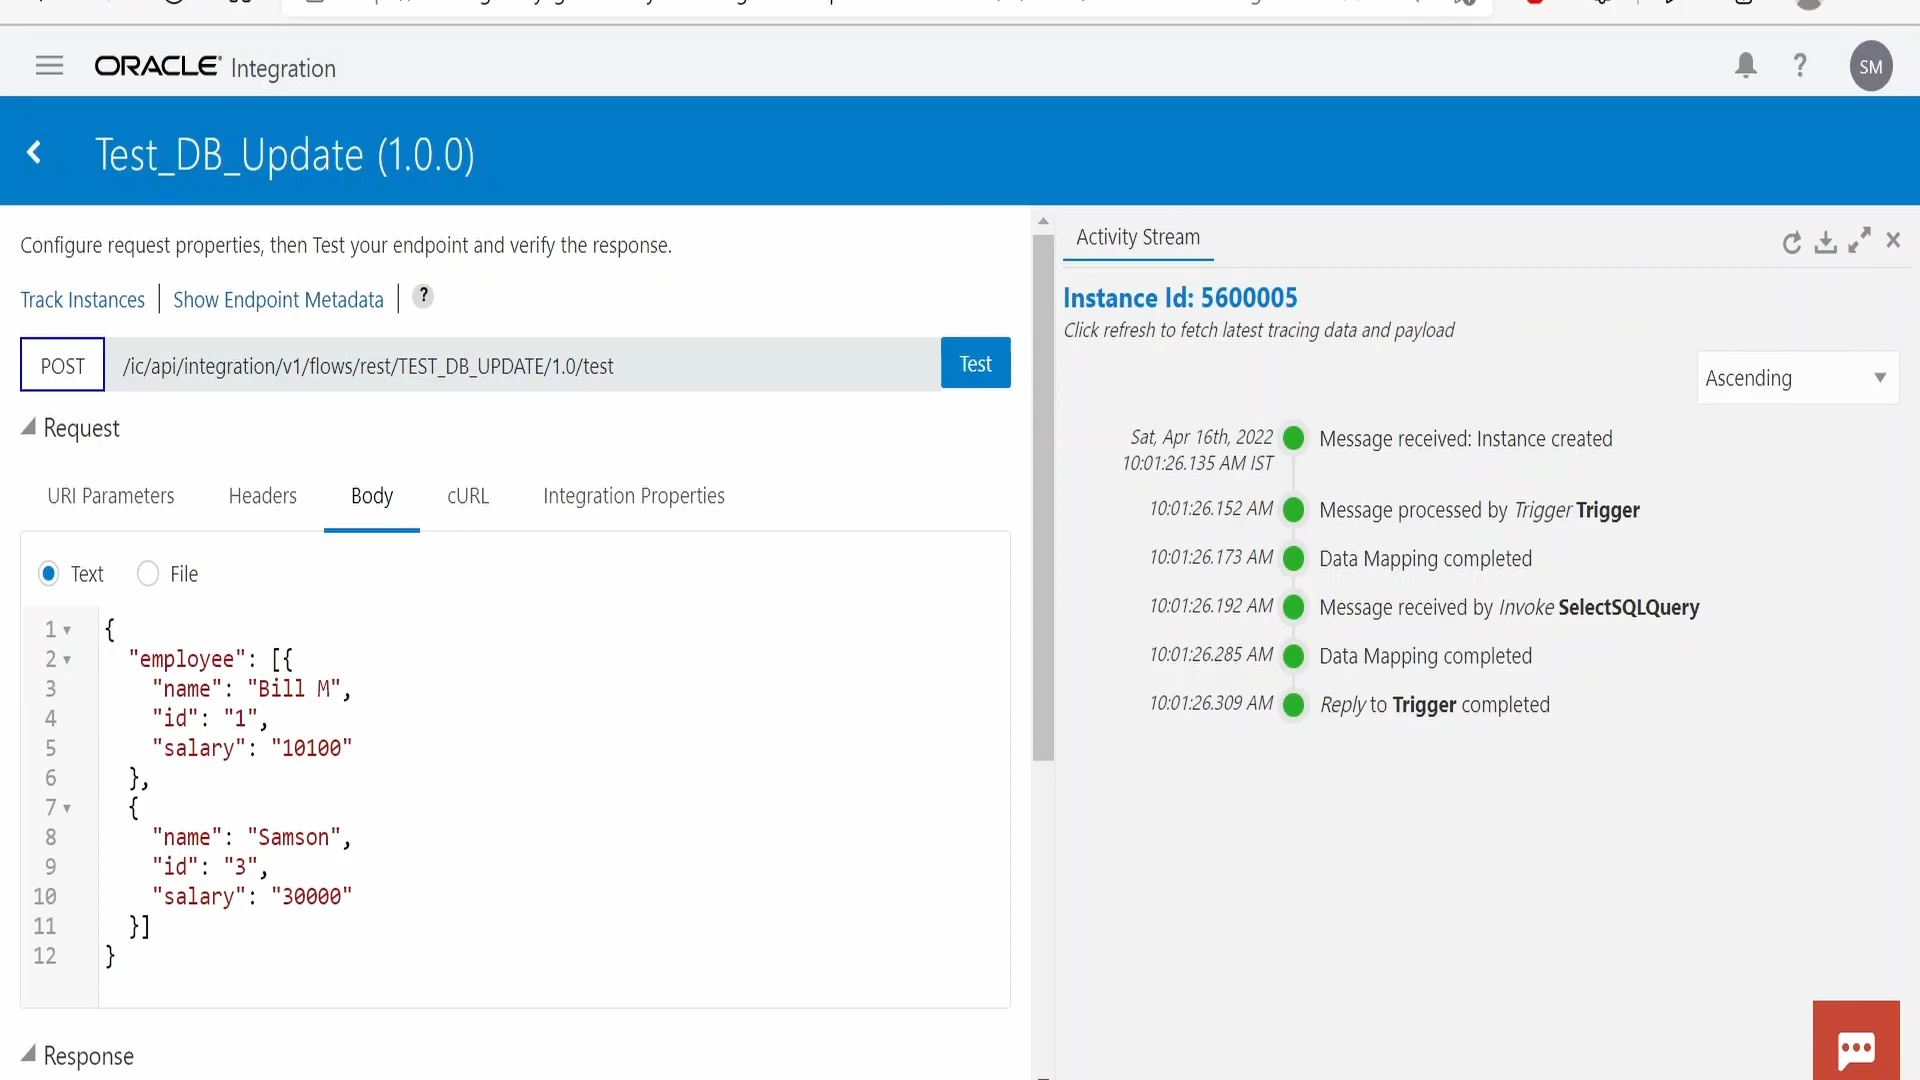 ORACLE Integration
SM
Test_DB_Update (1.0.0)
Configure request properties, then Test your endpoint and verify the response.
Track Instances | Show Endpoint Metadata | ?
POST /ic/api/integration/v1/flows/rest/TEST_DB_UPDATE/1.0/test Test
Request
URI Parameters Headers Body cURL Integration Properties
Text File
1 {
2 "employee": [{
3 "name": "Bill M",
4 "id": "1",
5 "salary": "10100"
6 },
7 {
8 "name": "Samson",
9 "id": "3",
10 "salary": "30000"
11 }]
12 }
Response
Activity Stream
Instance Id: 5600005
Click refresh to fetch latest tracing data and payload
Ascending
Sat, Apr 16th, 2022
10:01:26.135 AM IST Message received: Instance created
10:01:26.152 AM Message processed by Trigger Trigger
10:01:26.173 AM Data Mapping completed
10:01:26.192 AM Message received by Invoke SelectSQLQuery
10:01:26.285 AM Data Mapping completed
10:01:26.309 AM Reply to Trigger completed